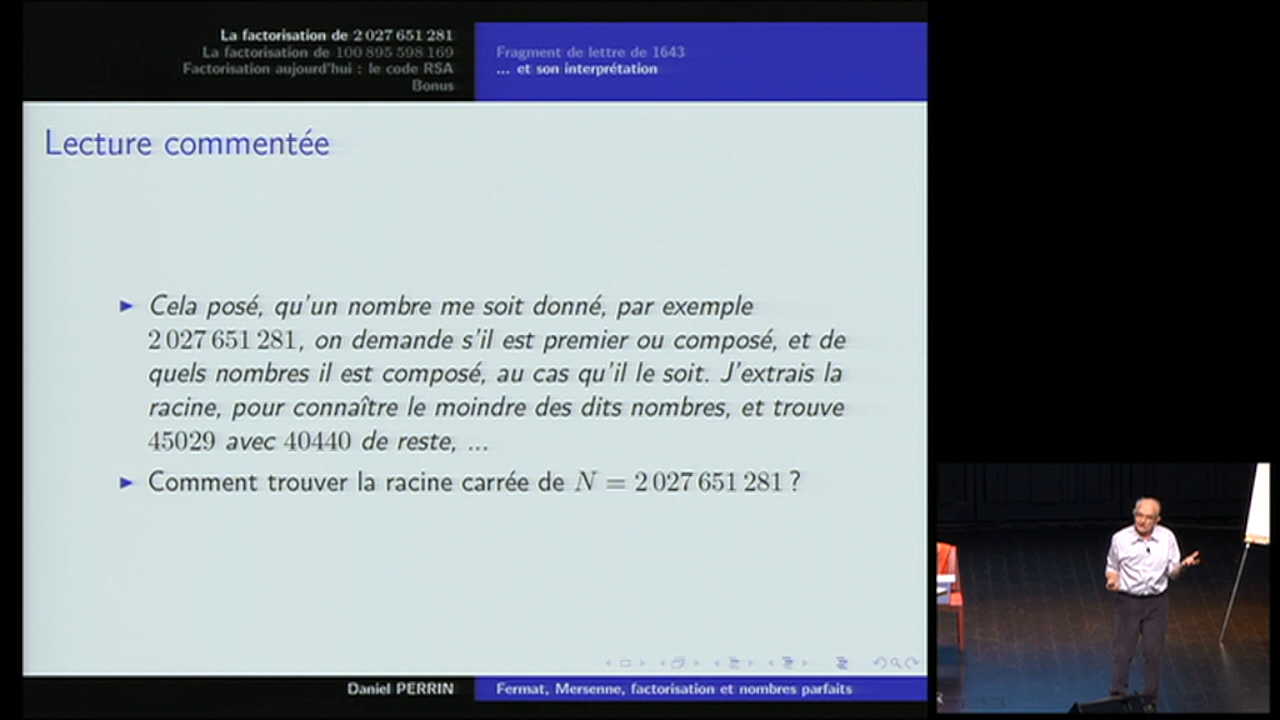 La factorisation de 2 027 651 281
La factorisation de 100 895 598 169
Factorisation aujourd'hui : le code RSA
Bonus
Fragment de lettre de 1643
... et son interprétation
Lecture commentée
Cela posé, qu'un nombre me soit donné, par exemple
2 027 651 281, on demande s'il est premier ou composé, et de
quels nombres il est composé, au cas qu'il le soit. J'extrais la
racine, pour connaître le moindre des dits nombres, et trouve
45029 avec 40440 de reste, ...
Comment trouver la racine carrée de N = 2 027 651 281 ?
Daniel PERRIN
Fermat, Mersenne, factorisation et nombres parfaits